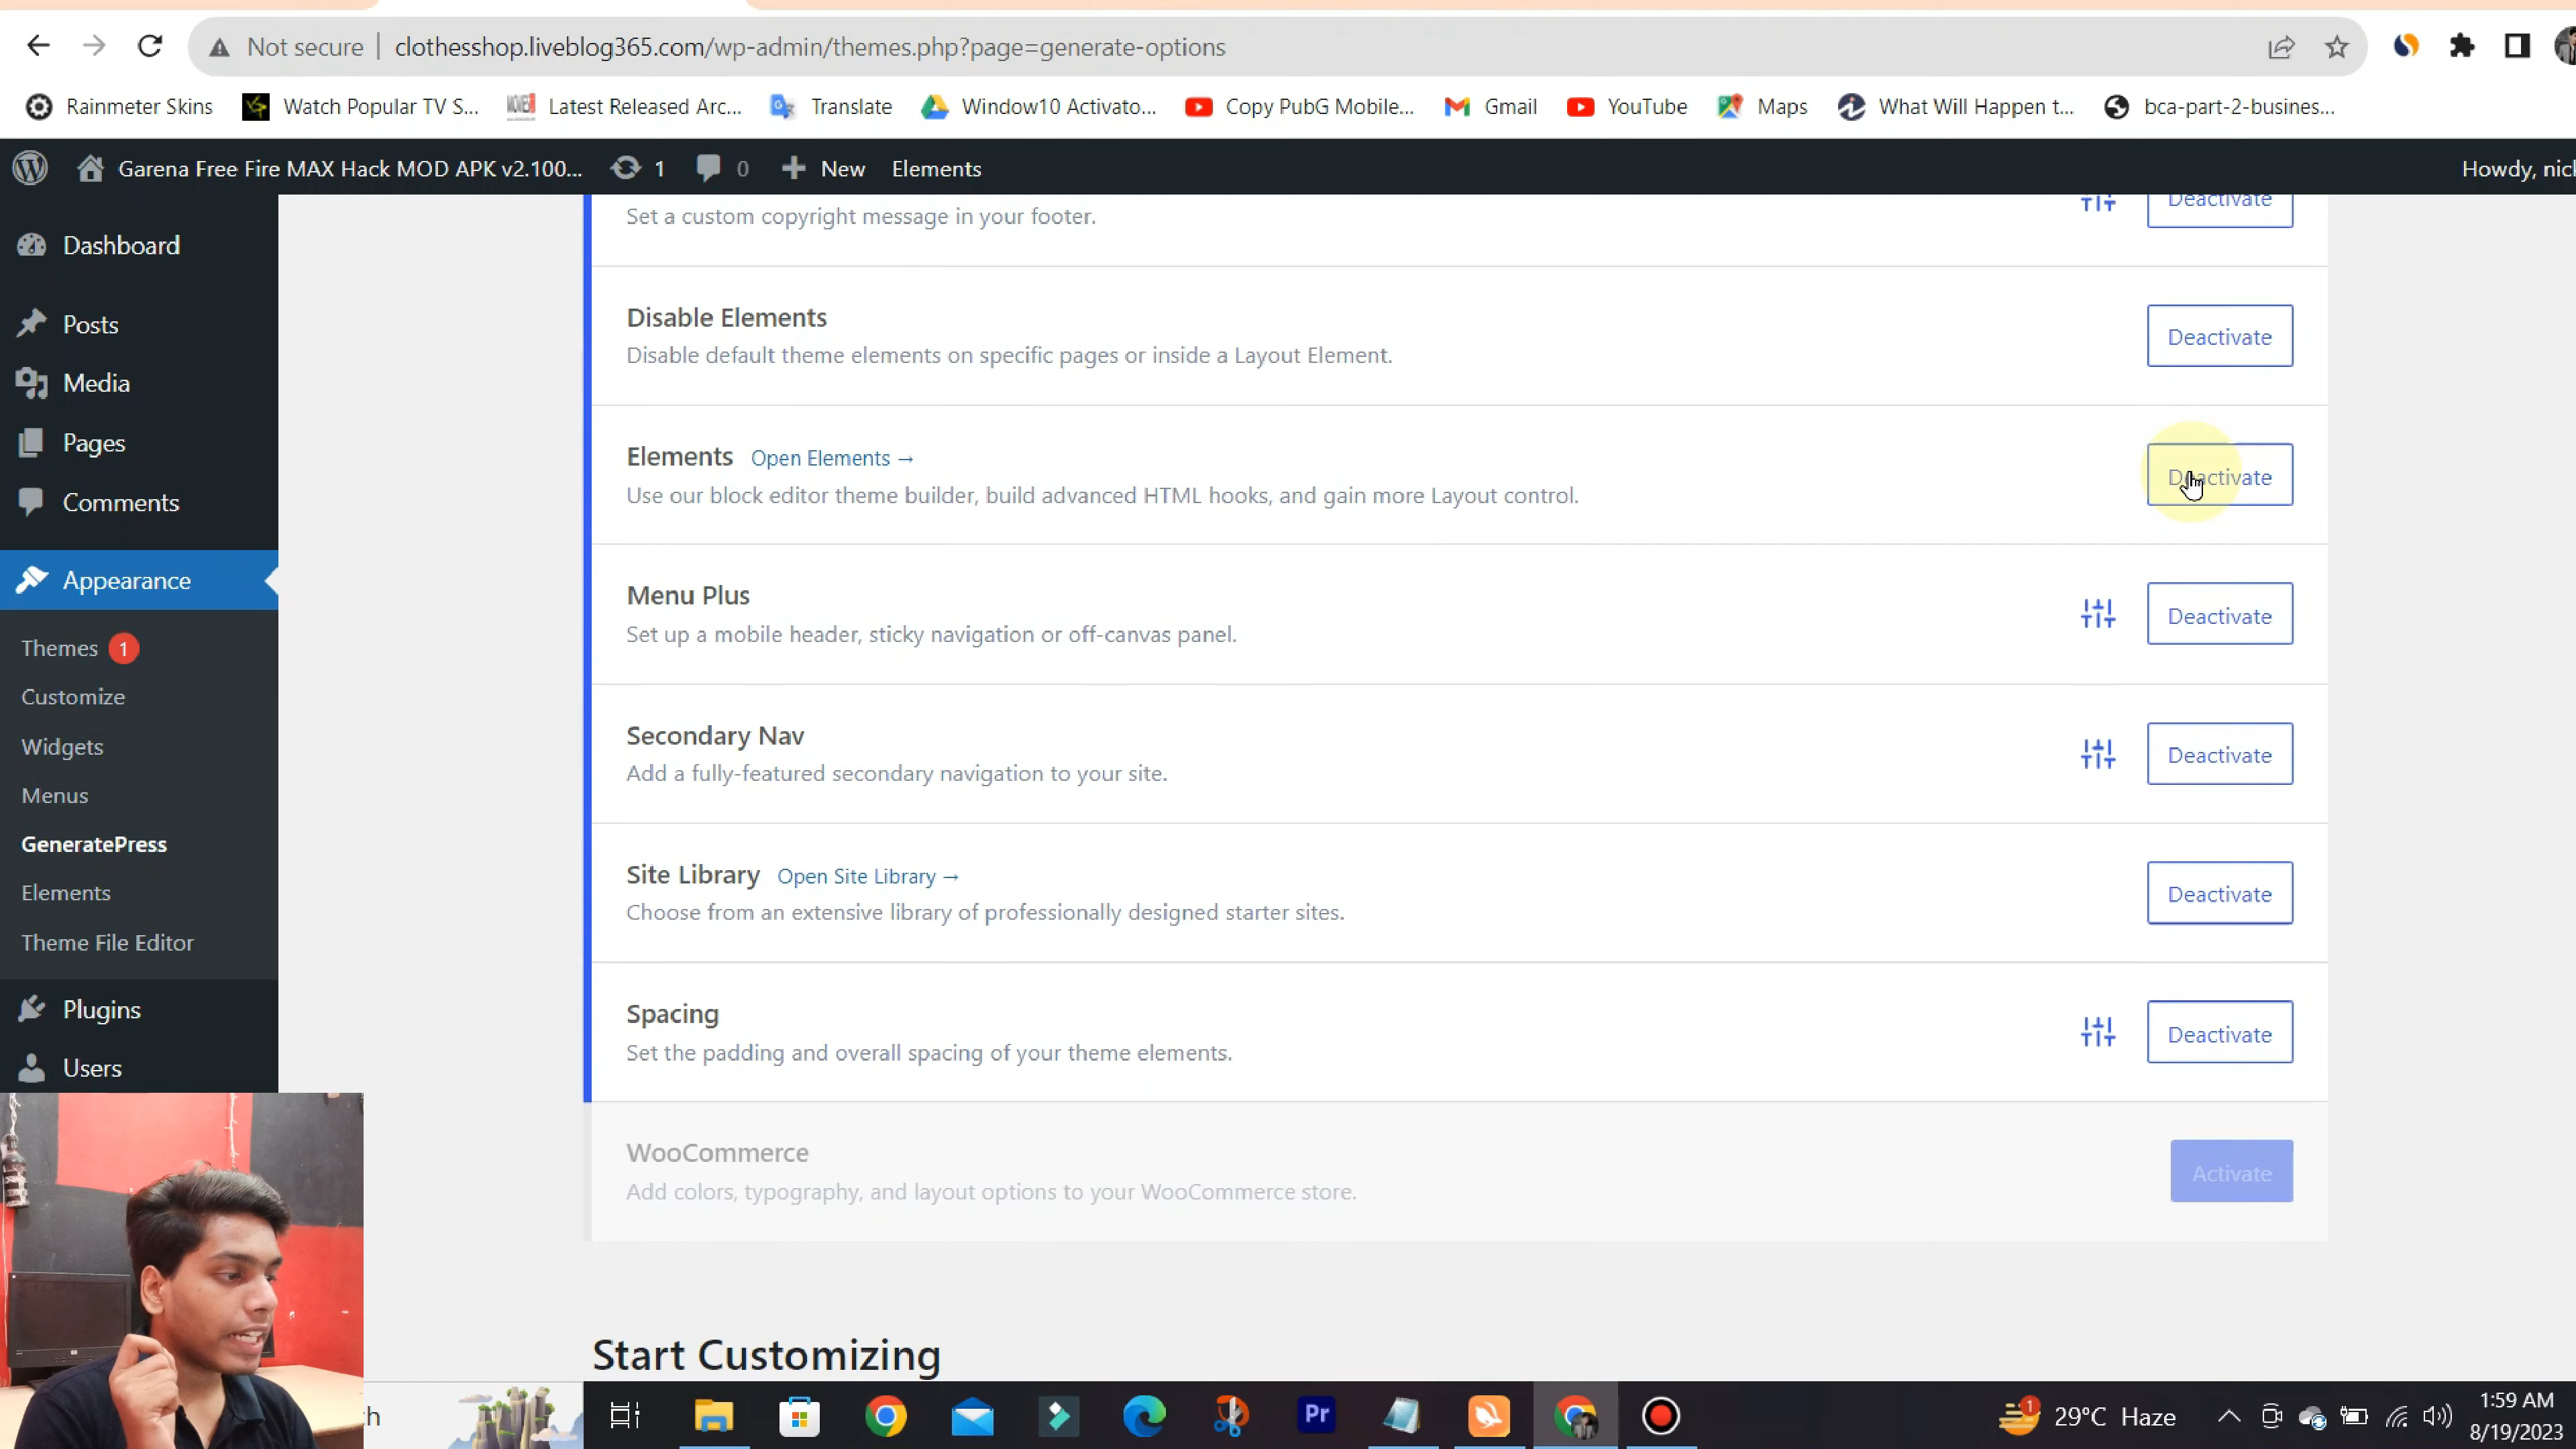 Not secure
clothesshop.liveblog365.com/wp-admin/themes.php?page=generate-options
Rainmeter Skins
Watch Popular TV S...
Latest Released Arc...
Translate
Window10 Activato...
Copy PubG Mobile...
Gmail
YouTube
Maps
What Will Happen t...
bca-part-2-busines...
Garena Free Fire MAX Hack MOD APK v2.100...
1
0
New
Elements
Howdy, nick
Dashboard
Posts
Media
Pages
Comments
Appearance
Themes 1
Customize
Widgets
Menus
GeneratePress
Elements
Theme File Editor
Plugins
Users
Set a custom copyright message in your footer.
Deactivate
Disable Elements
Disable default theme elements on specific pages or inside a Layout Element.
Deactivate
Elements Open Elements →
Use our block editor theme builder, build advanced HTML hooks, and gain more Layout control.
Deactivate
Menu Plus
Set up a mobile header, sticky navigation or off-canvas panel.
Deactivate
Secondary Nav
Add a fully-featured secondary navigation to your site.
Deactivate
Site Library Open Site Library →
Choose from an extensive library of professionally designed starter sites.
Deactivate
Spacing
Set the padding and overall spacing of your theme elements.
Deactivate
WooCommerce
Add colors, typography, and layout options to your WooCommerce store.
Activate
Start Customizing
h
Pr
1
29°C Haze
1:59 AM
8/19/2023